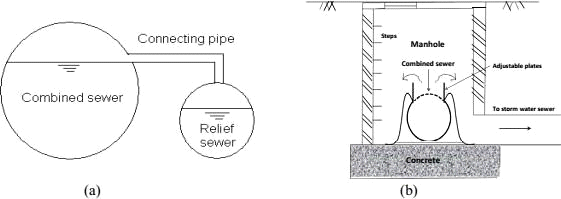 Connecting pipe
Combined sewer
Relief
sewer
(a)
Steps
Manhole
Combined sewer
Adjustable plates
To storm water sewer
Concrete
(b)